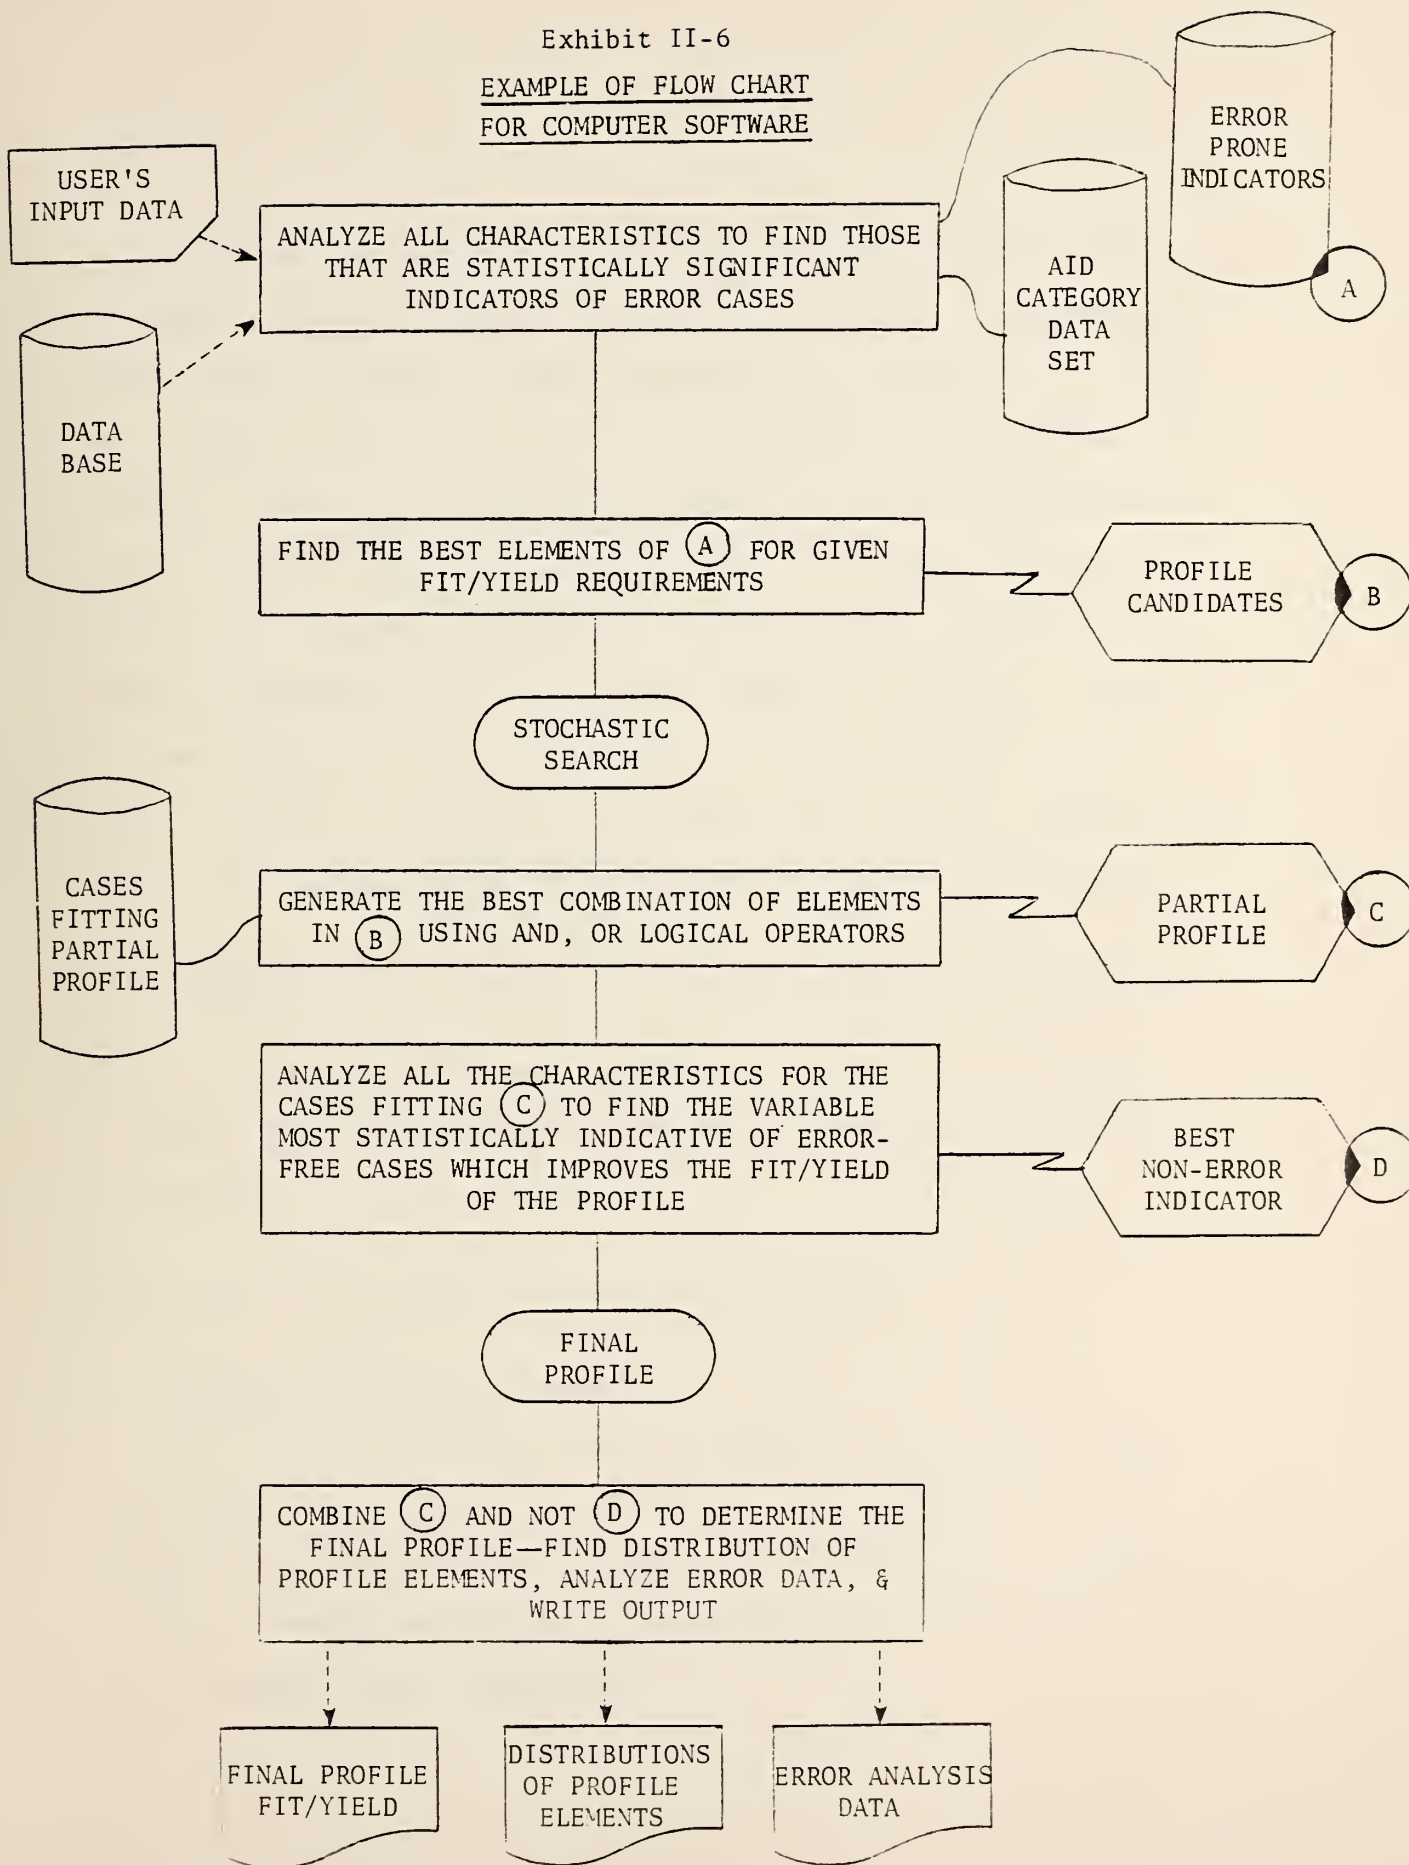 Exhibit II-6
EXAMPLE OF FLOW CHART
FOR COMPUTER SOFTWARE
USER'S
INPUT DATA
DATA
BASE
ANALYZE ALL CHARACTERISTICS TO FIND THOSE
THAT ARE STATISTICALLY SIGNIFICANT
INDICATORS OF ERROR CASES
AID
CATEGORY
DATA
SET
ERROR
PRONE
INDICATORS
A
FIND THE BEST ELEMENTS OF A FOR GIVEN
FIT/YIELD REQUIREMENTS
PROFILE
CANDIDATES
B
STOCHASTIC
SEARCH
CASES
FITTING
PARTIAL
PROFILE
GENERATE THE BEST COMBINATION OF ELEMENTS
IN B USING AND, OR LOGICAL OPERATORS
PARTIAL
PROFILE
C
ANALYZE ALL THE CHARACTERISTICS FOR THE
CASES FITTING C TO FIND THE VARIABLE
MOST STATISTICALLY INDICATIVE OF ERROR-
FREE CASES WHICH IMPROVES THE FIT/YIELD
OF THE PROFILE
BEST
NON-ERROR
INDICATOR
D
FINAL
PROFILE
COMBINE C AND NOT D TO DETERMINE THE
FINAL PROFILE—FIND DISTRIBUTION OF
PROFILE ELEMENTS, ANALYZE ERROR DATA, &
WRITE OUTPUT
FINAL PROFILE
FIT/YIELD
DISTRIBUTIONS
OF PROFILE
ELEMENTS
ERROR ANALYSIS
DATA